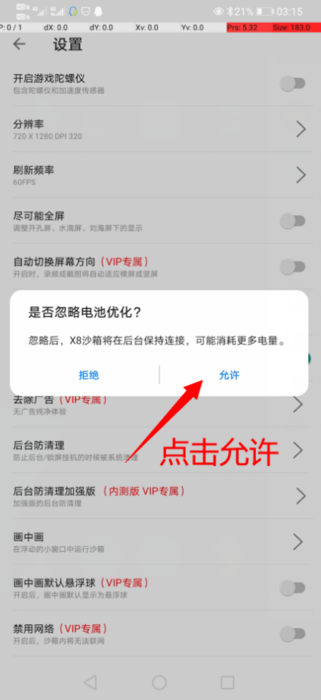 21% 03:15
P: 0 / 1 dX: 0.0 dY: 0.0 Xv: 0.0 Yv: 0.0 Prs: 5.32 Size: 183.0
设置
开启游戏陀螺仪
包含陀螺仪和加速度传感器
分辨率
720 X 1280 DPI 320
刷新频率
60FPS
尽可能全屏
调整开孔屏，水滴屏，刘海屏下的显示
自动切换屏幕方向（VIP专属）
开启时，录频或截图将自动适应横屏或竖屏
是否忽略电池优化？
忽略后，X8沙箱将在后台保持连接，可能消耗更多电量。
拒绝 允许
去除广告（VIP专属）
无广告纯净体验
点击允许
后台防清理
防止后台/锁屏挂机的时候被系统清理
后台防清理加强版（内测版 VIP专属）
加强版的后台防清理
画中画
在浮动的小窗口中运行沙箱
画中画默认悬浮球（VIP专属）
开启后，画中画默认显示为悬浮球
禁用网络（VIP专属）
开启后，沙箱内将无法联网